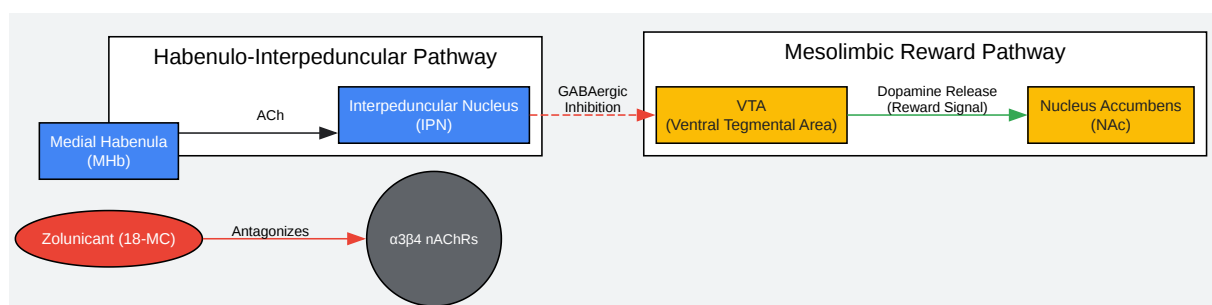 Habenulo-Interpeduncular Pathway
Mesolimbic Reward Pathway
Medial Habenula
(MHb)
ACh
Interpeduncular Nucleus
(IPN)
GABAergic
Inhibition
VTA
(Ventral Tegmental Area)
Dopamine Release
(Reward Signal)
Nucleus Accumbens
(NAc)
Zolunicant (18-MC)
Antagonizes
α3β4 nAChRs